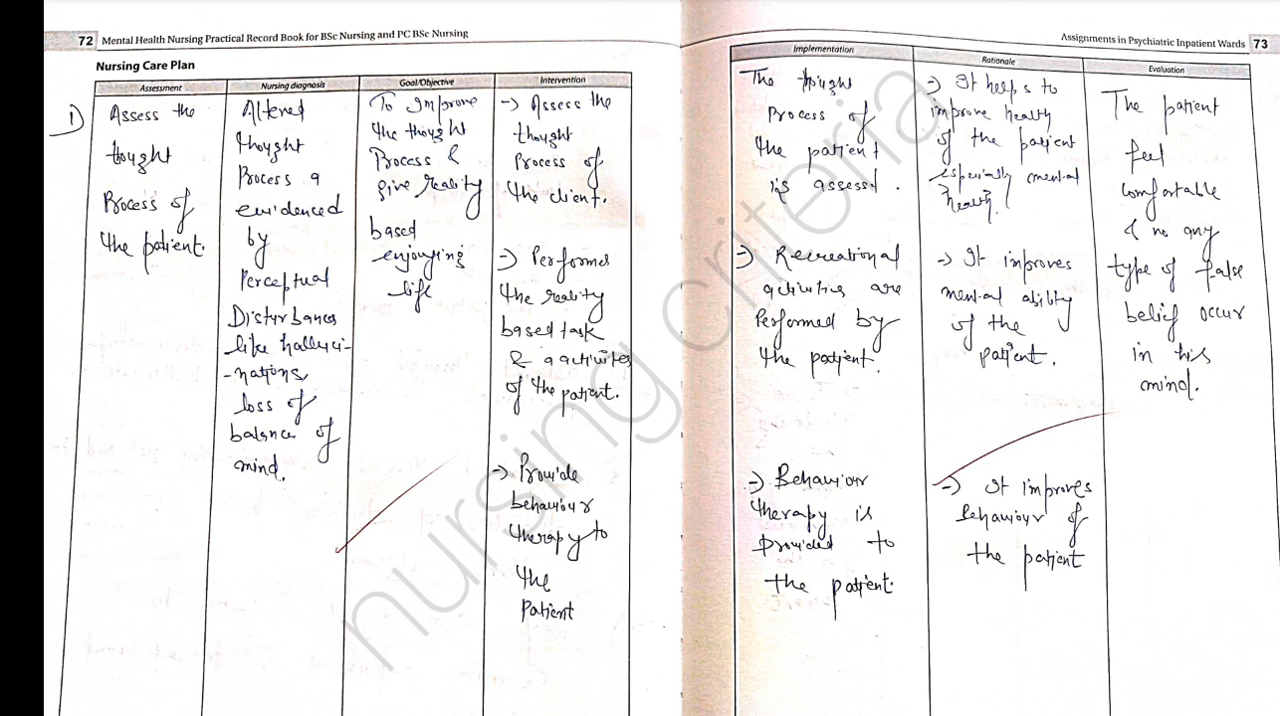 72 Mental Health Nursing Practical Record Book for BSc Nursing and PC BSc Nursing
Nursing Care Plan
Assessment
1)
Assess the
tought
Process of
the patient.
Nursing diagnosis
Altered
thought
Process a
evidenced
by
Perceptual
Disturbances
like halluci-
-nations,
loss of
balance of
mind.
Goal/Objective
To Improve
the thought
Process &
give reality
based
enjoying
life
Intervention
-> Assess the
thought
Process of
the client.
-> Performed
the reality
based task
& activites
of the patient.
-> Provide
behaviour
therapy to
the
Patient
Assignments in Psychiatric Inpatient Wards 73
Implementation
The tought
Process of
the patient
is assessd.
-> Recreational
activities are
Performed by
the patient.
-> Behaviour
therapy is
provided to
the patient.
Rationale
-> It helps to
improve health
of the patient
especially mental
health.
-> It improves
mental ability
of the
patient.
-> It improves
Behaviour of
the patient
Evaluation
The patient
feel
comfortable
& no any
type of false
belief occur
in his
mind.
nursing criteria